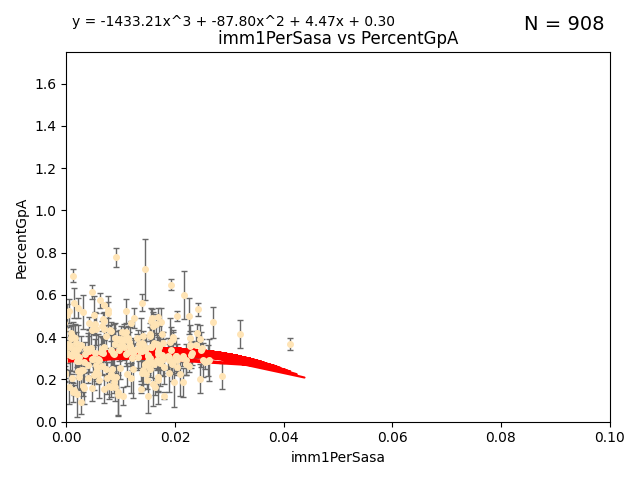 y = -1433.21x^3 + -87.80x^2 + 4.47x + 0.30
N = 908
imm1PerSasa vs PercentGpA
1.6
1.4
1.2
1.0
0.8
0.6
0.4
0.2
0.0
PercentGpA
0.00 0.02 0.04 0.06 0.08 0.10
imm1PerSasa